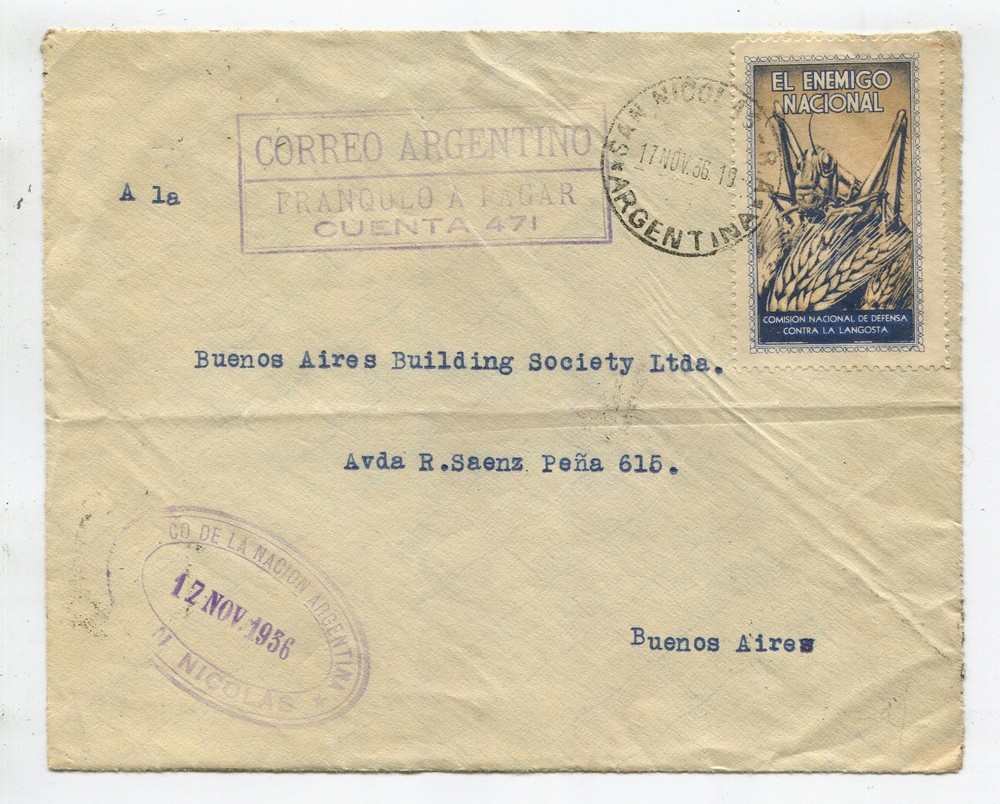 EL ENEMIGO
NACIONAL
COMISION NACIONAL DE DEFENSA
CONTRA LA LANGOSTA
SAN NICOLAS
17 NOV. 36. 19
ARGENTINA
CORREO ARGENTINO
FRANQUEO A PAGAR
CUENTA 471
A la
Buenos Aires Building Society Ltda.
Avda R.Saenz Peña 615.
Buenos Aires
CO DE LA NACION ARGENTINA
17 NOV. 1936
N NICOLAS